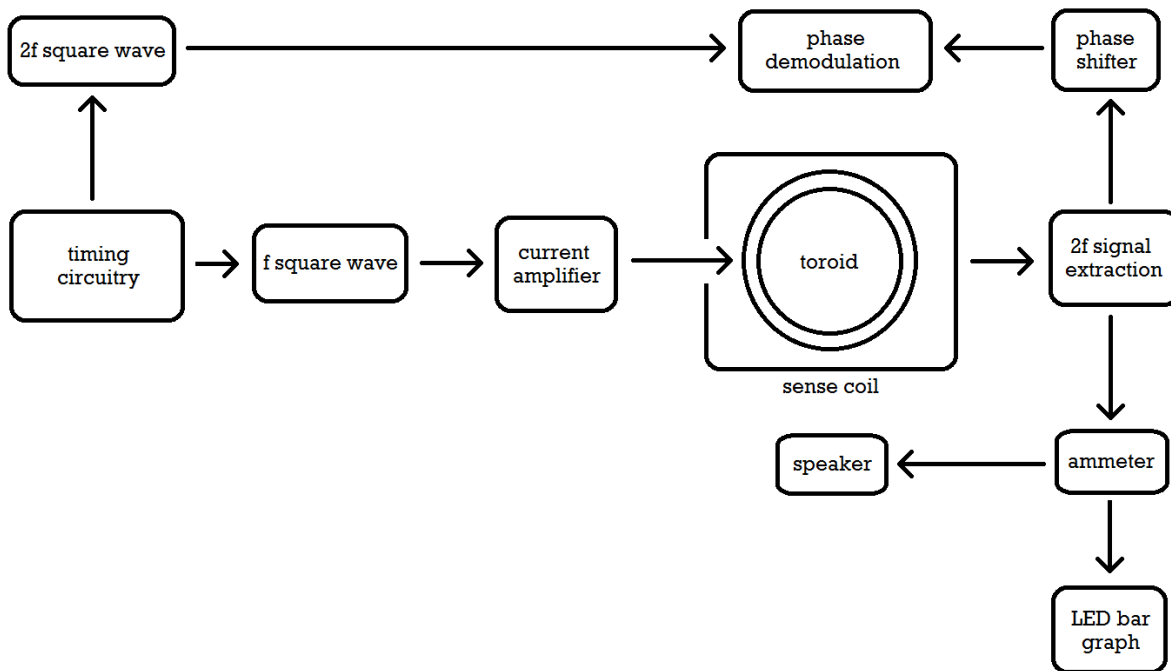 2f square wave
phase
demodulation
phase
shifter
timing
circuitry
f square wave
current
amplifier
toroid
2f signal
extraction
sense coil
speaker
ammeter
LED bar
graph